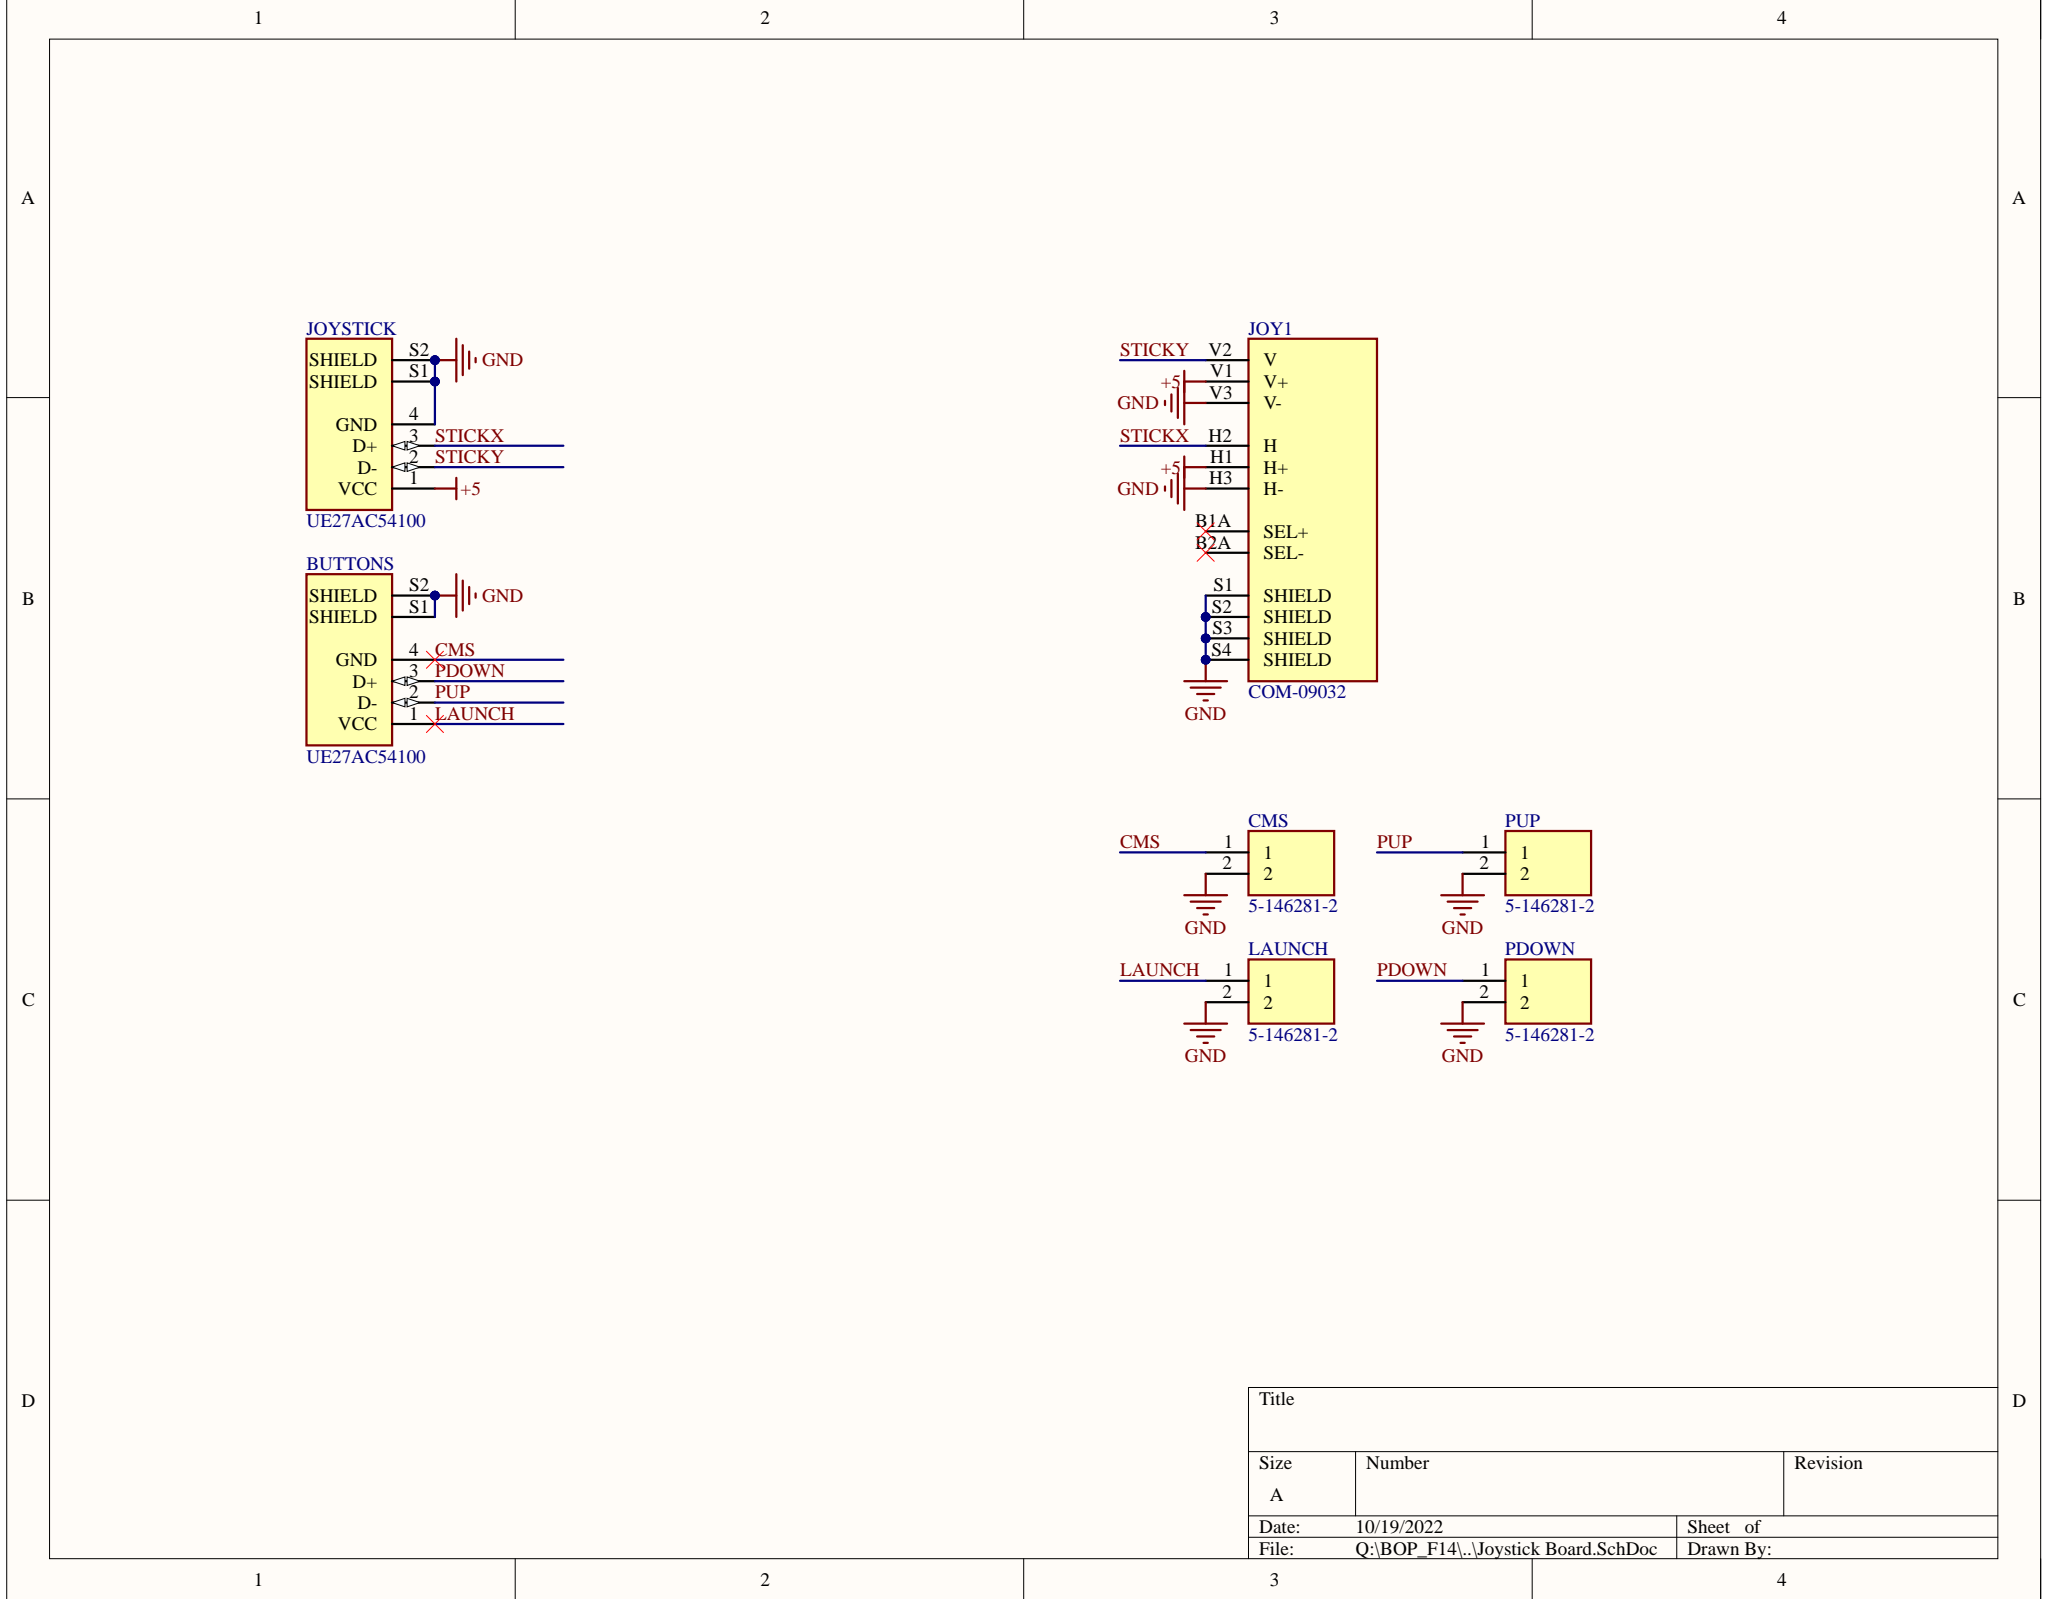 1 2 3 4
A A
JOYSTICK
SHIELD S2 GND
SHIELD S1
GND 4
D+ 3 STICKX
D- 2 STICKY
VCC 1 +5
UE27AC54100
BUTTONS
SHIELD S2 GND
SHIELD S1
GND 4 CMS
D+ 3 PDOWN
D- 2 PUP
VCC 1 LAUNCH
UE27AC54100
JOY1
STICKY V2 V
+5 V1 V+
GND V3 V-
STICKX H2 H
+5 H1 H+
GND H3 H-
B1A SEL+
B2A SEL-
S1 SHIELD
S2 SHIELD
S3 SHIELD
S4 SHIELD
COM-09032
GND
B B
CMS
CMS 1 1
2 2
5-146281-2
GND
PUP
PUP 1 1
2 2
5-146281-2
GND
LAUNCH
LAUNCH 1 1
2 2
5-146281-2
GND
PDOWN
PDOWN 1 1
2 2
5-146281-2
GND
C C
D D
Title
Size Number Revision
A
Date: 10/19/2022 Sheet of
File: Q:\BOP_F14\..\Joystick Board.SchDoc Drawn By:
1 2 3 4